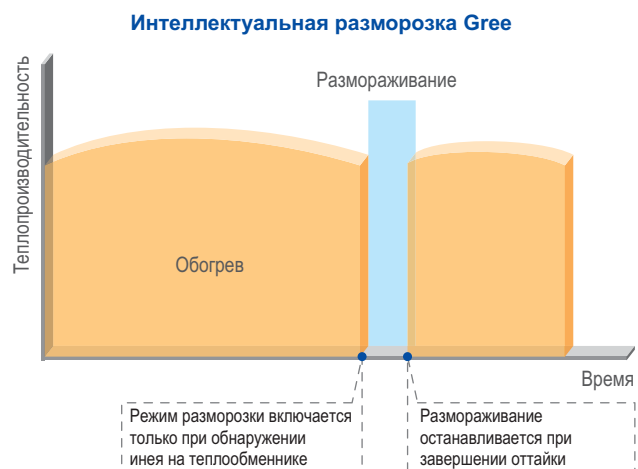 Интеллектуальная разморозка Gree
Теплопроизводительность
Размораживание
Обогрев
Время
Режим разморозки включается
только при обнаружении
инея на теплообменнике
Размораживание
останавливается при
завершении оттайки